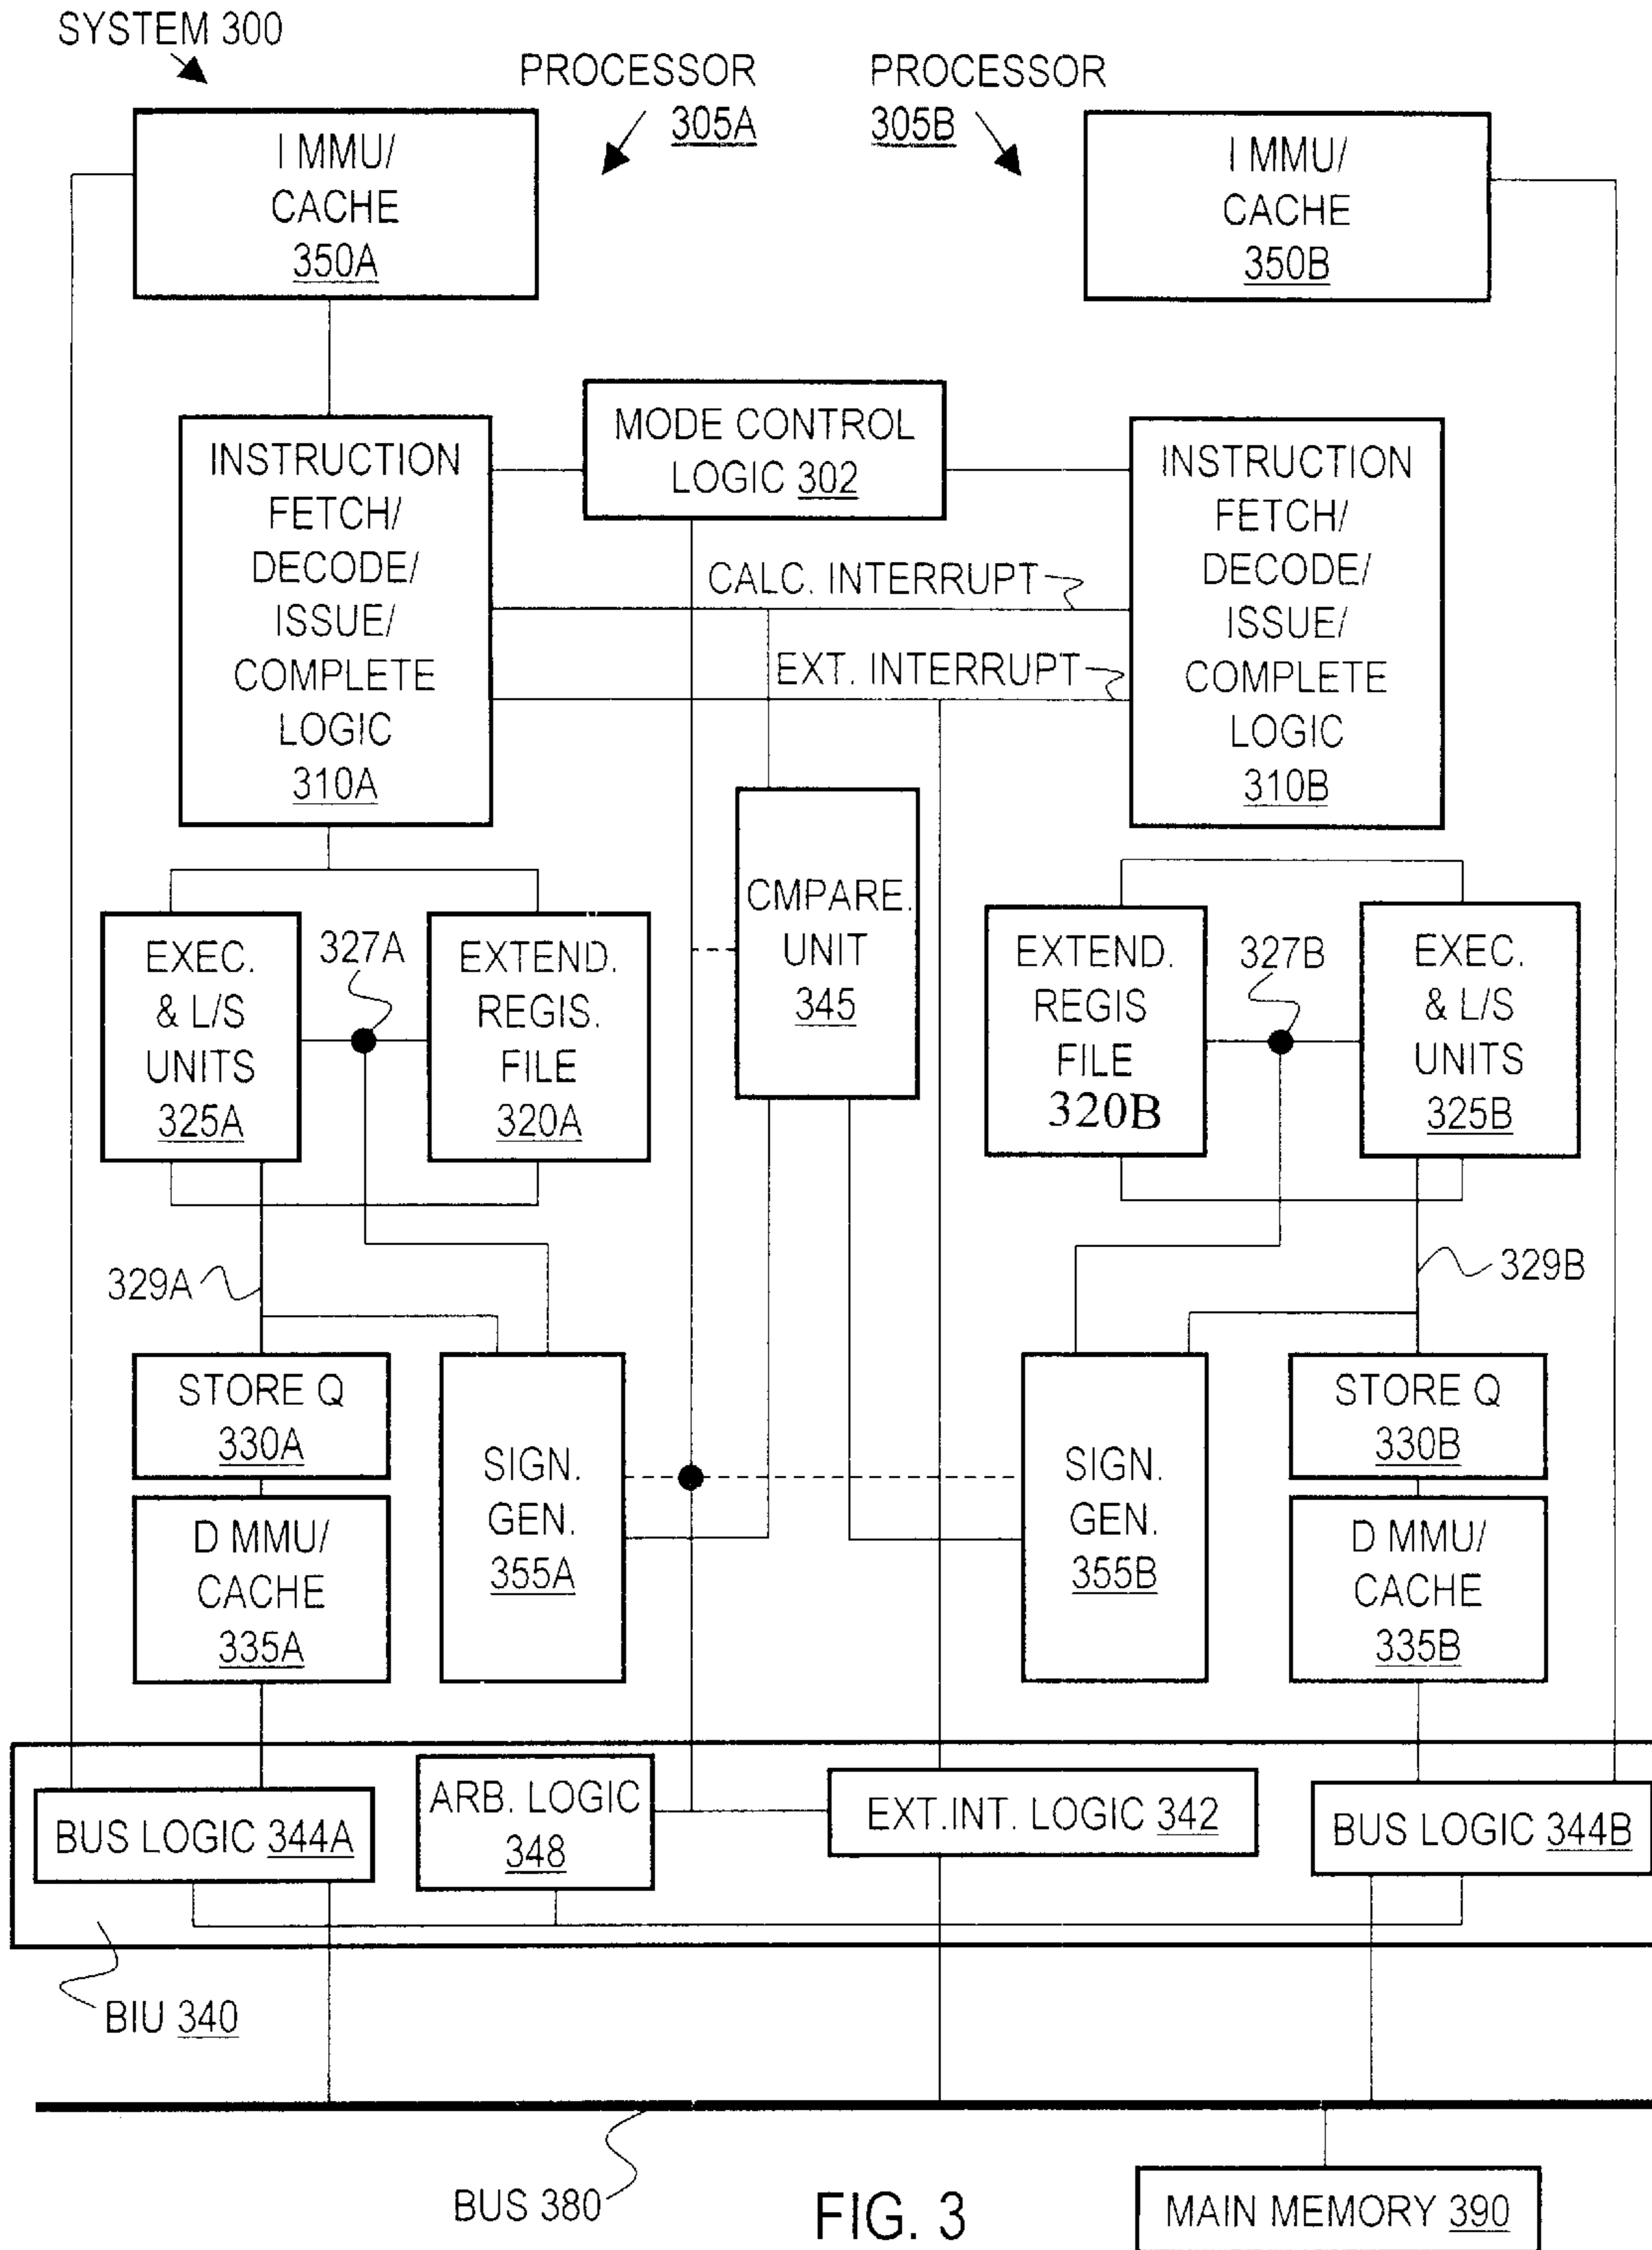 SYSTEM 300
PROCESSOR
305A
PROCESSOR
305B
I MMU/
CACHE
350A
I MMU/
CACHE
350B
MODE CONTROL
LOGIC 302
INSTRUCTION
FETCH/
DECODE/
ISSUE/
COMPLETE
LOGIC
310A
INSTRUCTION
FETCH/
DECODE/
ISSUE/
COMPLETE
LOGIC
310B
CALC. INTERRUPT
EXT. INTERRUPT
EXEC.
& L/S
UNITS
325A
327A
EXTEND.
REGIS.
FILE
320A
CMPARE.
UNIT
345
EXTEND.
REGIS
FILE
320B
327B
EXEC.
& L/S
UNITS
325B
329A
329B
STORE Q
330A
SIGN.
GEN.
355A
SIGN.
GEN.
355B
STORE Q
330B
D MMU/
CACHE
335A
D MMU/
CACHE
335B
BUS LOGIC 344A
ARB. LOGIC
348
EXT.INT. LOGIC 342
BUS LOGIC 344B
BIU 340
BUS 380
FIG. 3
MAIN MEMORY 390